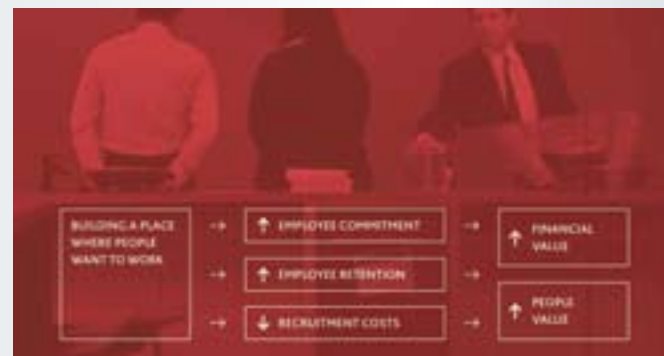 BUILDING A PLACE
WHERE PEOPLE
WANT TO WORK
→ ↑ EMPLOYEE COMMITMENT →
→ ↑ EMPLOYEE RETENTION →
→ ↓ RECRUITMENT COSTS →
↑ FINANCIAL
VALUE
↑ PEOPLE
VALUE